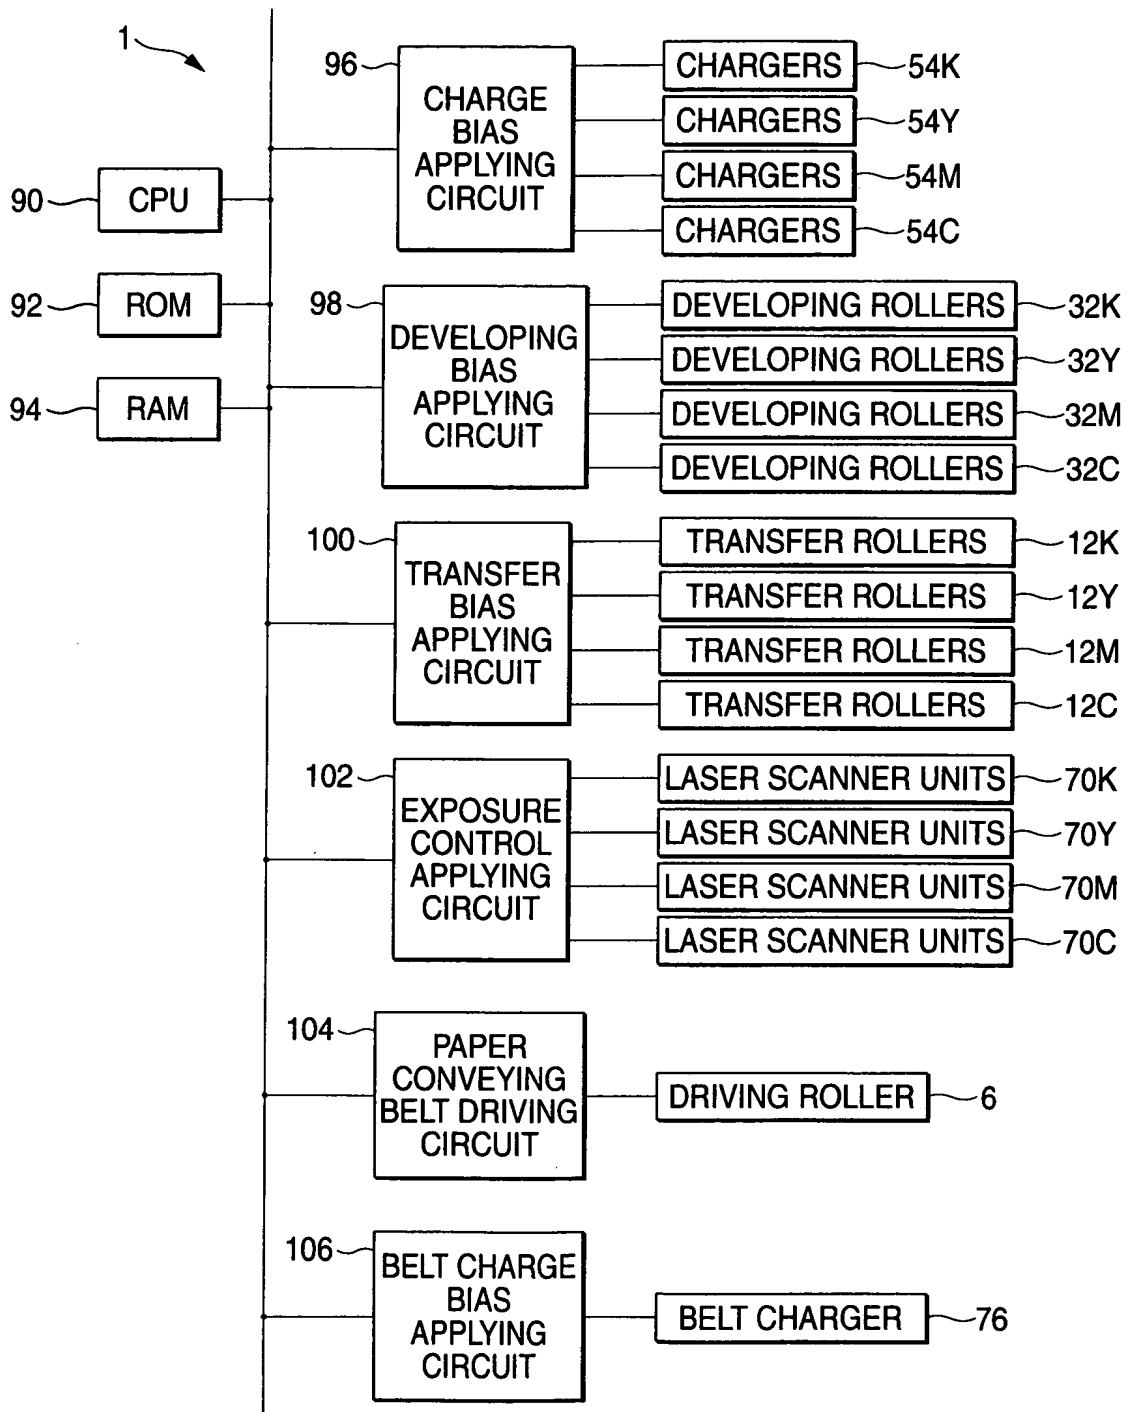 1
90
CPU
92
ROM
94
RAM
96
CHARGE
BIAS
APPLYING
CIRCUIT
CHARGERS
54K
CHARGERS
54Y
CHARGERS
54M
CHARGERS
54C
98
DEVELOPING
BIAS
APPLYING
CIRCUIT
DEVELOPING ROLLERS
32K
DEVELOPING ROLLERS
32Y
DEVELOPING ROLLERS
32M
DEVELOPING ROLLERS
32C
100
TRANSFER
BIAS
APPLYING
CIRCUIT
TRANSFER ROLLERS
12K
TRANSFER ROLLERS
12Y
TRANSFER ROLLERS
12M
TRANSFER ROLLERS
12C
102
EXPOSURE
CONTROL
APPLYING
CIRCUIT
LASER SCANNER UNITS
70K
LASER SCANNER UNITS
70Y
LASER SCANNER UNITS
70M
LASER SCANNER UNITS
70C
104
PAPER
CONVEYING
BELT DRIVING
CIRCUIT
DRIVING ROLLER
6
106
BELT CHARGE
BIAS
APPLYING
CIRCUIT
BELT CHARGER
76